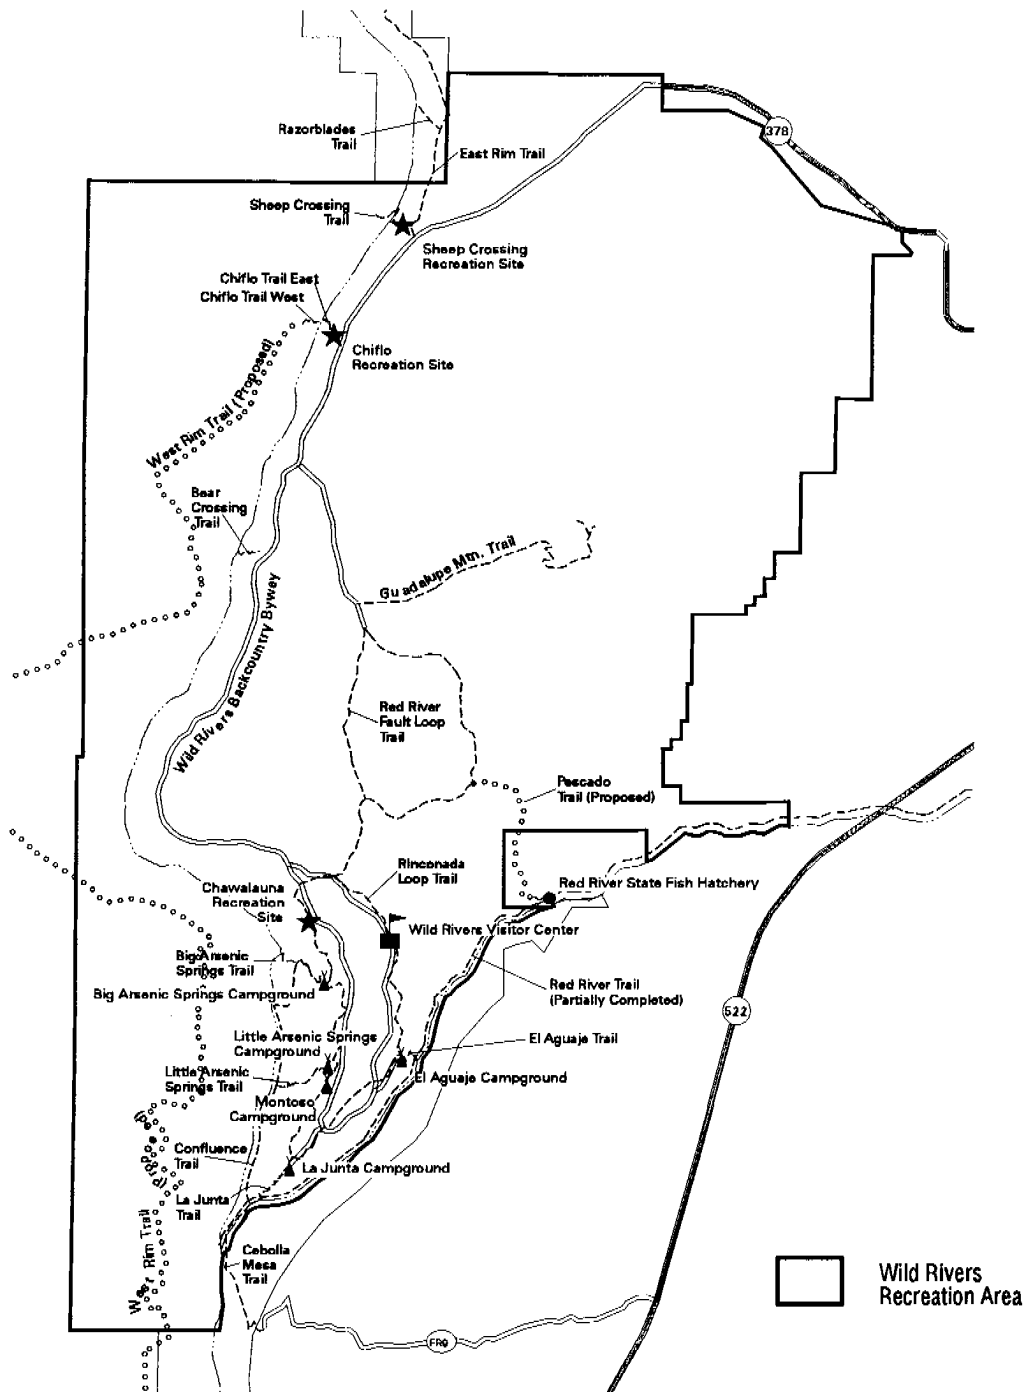 Razorblades
Trail
378
East Rim Trail
Sheep Crossing
Trail
Sheep Crossing
Recreation Site
Chiflo Trail East
Chiflo Trail West
Chiflo
Recreation Site
West Rim Trail (Proposed)
Bear
Crossing
Trail
Guadalupe Mtn. Trail
Wild Rivers Backcountry Byway
Red River
Fault Loop
Trail
Pescado
Trail (Proposed)
Rinconada
Loop Trail
Red River State Fish Hatchery
Chawalauna
Recreation
Site
Wild Rivers Visitor Center
Big Arsenic
Springs Trail
Big Arsenic Springs Campground
Red River Trail
(Partially Completed)
522
Little Arsenic Springs
Campground
El Aguaje Trail
Little Arsenic
Springs Trail
El Aguaje Campground
Montoso
Campground
Confluence
Trail
La Junta Campground
La Junta
Trail
West Rim Trail
(Proposed)
Cebolla
Mesa
Trail
FR9
Wild Rivers
Recreation Area